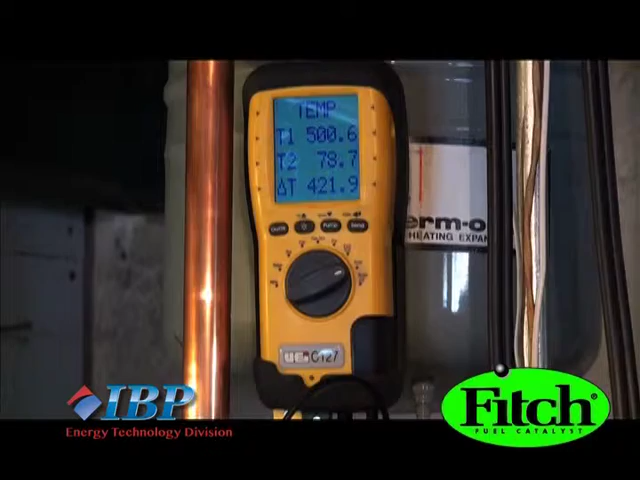 TEMP
T1 500.6
T2 78.7
ΔT 421.9
erm-o
HEATING EXPAN
C127
IBP
Energy Technology Division
Fitch®
FUEL CATALYST